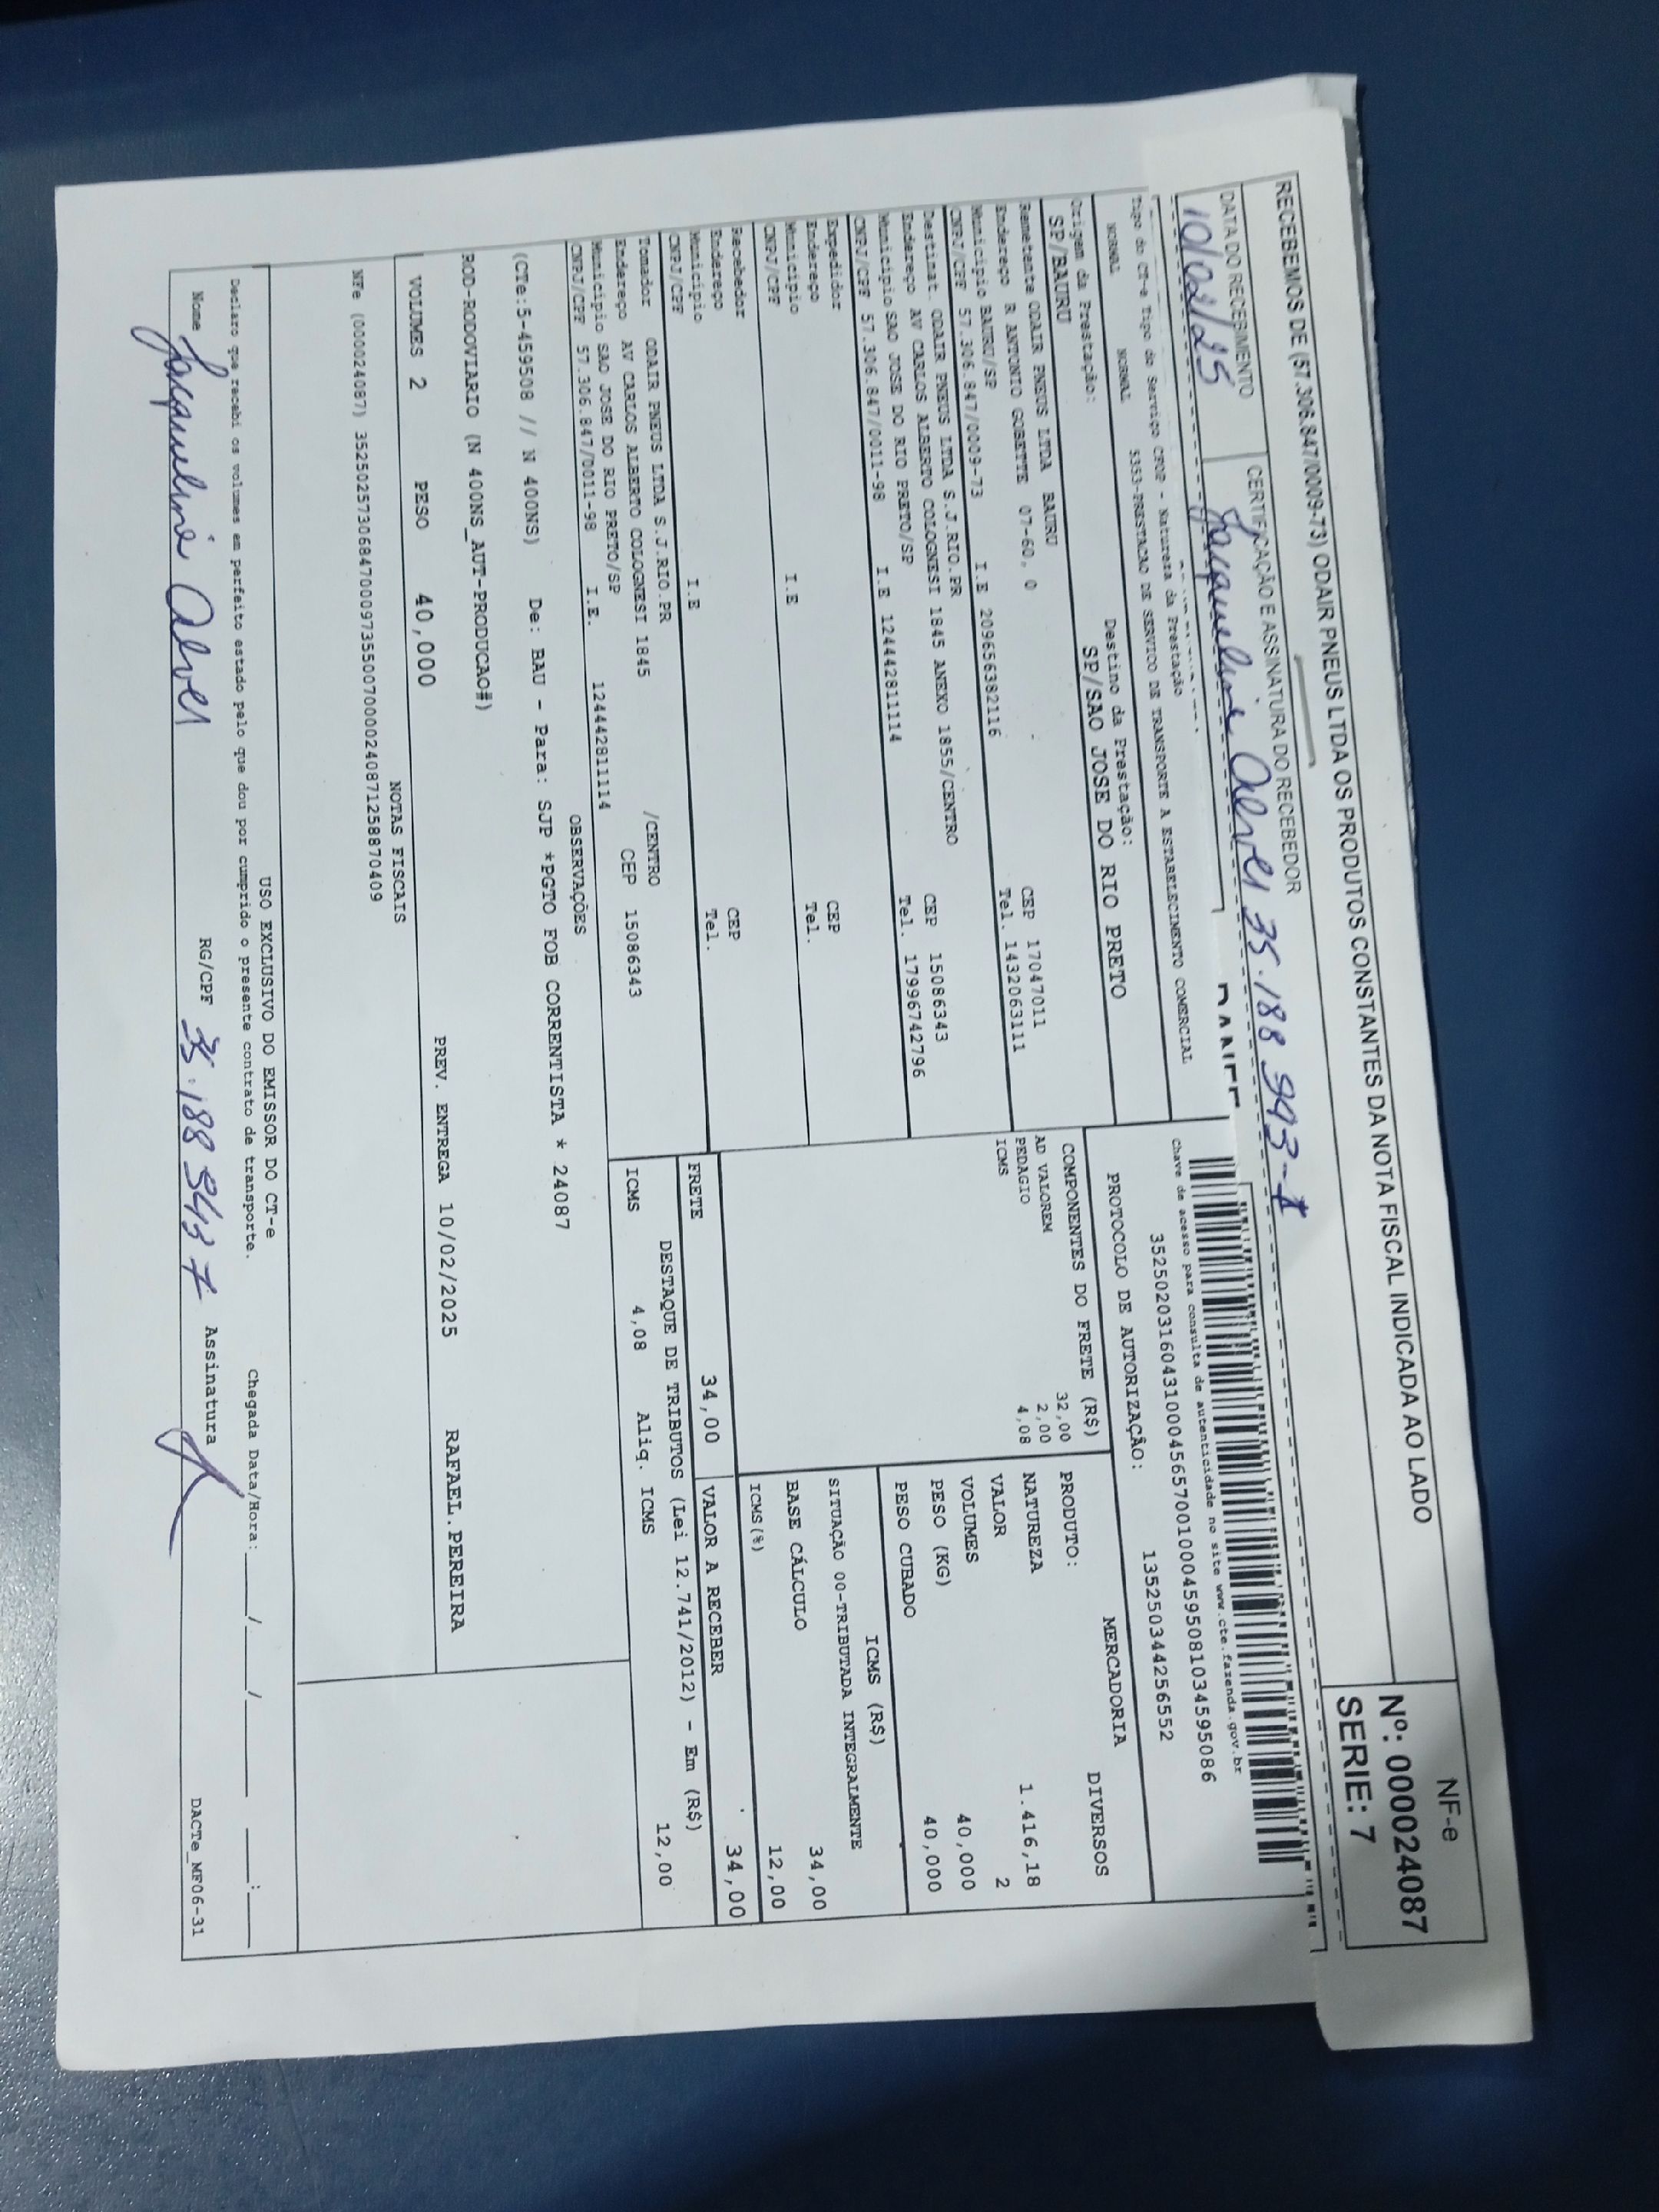 RECEBEMOS DE (57.306.847/0009-73) ODAIR PNEUS LTDA OS PRODUTOS CONSTANTES DA NOTA FISCAL INDICADA AO LADO
NF-e
Nº: 000024087
SERIE: 7
DATA DO RECEBIMENTO
CERTIFICAÇÃO E ASSINATURA DO RECEBEDOR
10/02/25
Jaqueline Alves 35.188 943-7
Tipo do CT-e Tipo do Serviço CFOP - Natureza da Prestação
NORMAL NORMAL 5353-PRESTACAO DE SERVICO DE TRANSPORTE A ESTABELECIMENTO COMERCIAL
Origem da Prestação: Destino da Prestação:
SP/BAURU SP/SAO JOSE DO RIO PRETO
Remetente ODAIR PNEUS LTDA BAURU
Endereço R ANTONIO GOBETTE 07-60, 0 CEP 17047011
Município BAURU/SP Tel. 1432063111
CNPJ/CPF 57.306.847/0009-73 I.E 209656382116
Destinat. ODAIR PNEUS LTDA S.J.RIO.PR
Endereço AV CARLOS ALBERTO COLOGNESI 1845 ANEXO 1855/CENTRO CEP 15086343
Município SAO JOSE DO RIO PRETO/SP Tel. 17996742796
CNPJ/CPF 57.306.847/0011-98 I.E 124442811114
Expedidor
Endereço CEP
Município Tel.
CNPJ/CPF I.E
Recebedor
Endereço CEP
Município Tel.
CNPJ/CPF I.E
Tomador ODAIR PNEUS LTDA S.J.RIO.PR
Endereço AV CARLOS ALBERTO COLOGNESI 1845 /CENTRO
Município SAO JOSE DO RIO PRETO/SP CEP 15086343
CNPJ/CPF 57.306.847/0011-98 I.E. 124442811114
Chave de acesso para consulta de autenticidade no site www.cte.fazenda.gov.br
35250203160431000456570010004595081034595086
PROTOCOLO DE AUTORIZAÇÃO: 135250344256552
COMPONENTES DO FRETE (R$)
32,00
AD VALOREM 2,00
PEDAGIO 4,08
ICMS
MERCADORIA
PRODUTO: DIVERSOS
NATUREZA
VALOR 1.416,18
VOLUMES 2
PESO (KG) 40,000
PESO CUBADO 40,000
ICMS (R$)
SITUAÇÃO 00-TRIBUTADA INTEGRALMENTE
BASE CÁLCULO 34,00
ICMS (%) 12,00
FRETE 34,00 VALOR A RECEBER 34,00
DESTAQUE DE TRIBUTOS (Lei 12.741/2012) - Em (R$)
ICMS 4,08 Aliq. ICMS 12,00
OBSERVAÇÕES
(CTe:5-459508 // N 400NS) De: BAU - Para: SJP *PGTO FOB CORRENTISTA * 24087
ROD-RODOVIARIO (N 400NS_AUT-PRODUCAO#)
VOLUMES 2 PESO 40,000 PREV. ENTREGA 10/02/2025 RAFAEL.PEREIRA
NOTAS FISCAIS
NFe (000024087) 35250257306847000973550070000240871258870409
USO EXCLUSIVO DO EMISSOR DO CT-e
Declaro que recebi os volumes em perfeito estado pelo que dou por cumprido o presente contrato de transporte. Chegada Data/Hora: ___/___/___ ___:___
Nome Jaqueline Alves RG/CPF 35.188 943 7 Assinatura
DACTe_MF06-31